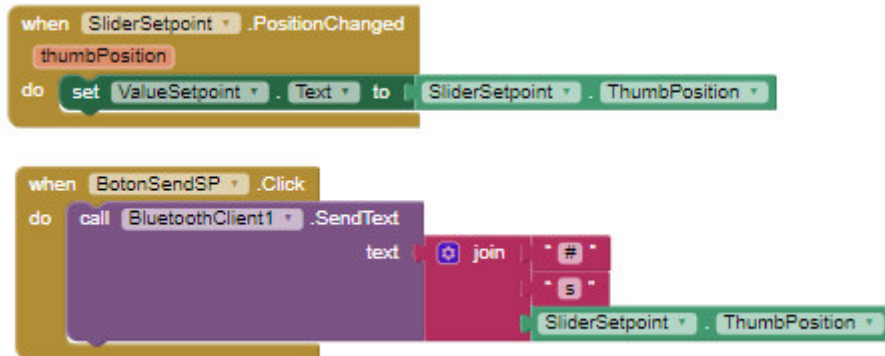 when SliderSetpoint .PositionChanged
thumbPosition
do set ValueSetpoint . Text to SliderSetpoint . ThumbPosition
when BotonSendSP .Click
do call BluetoothClient1 .SendText
text join " # "
" s "
SliderSetpoint . ThumbPosition